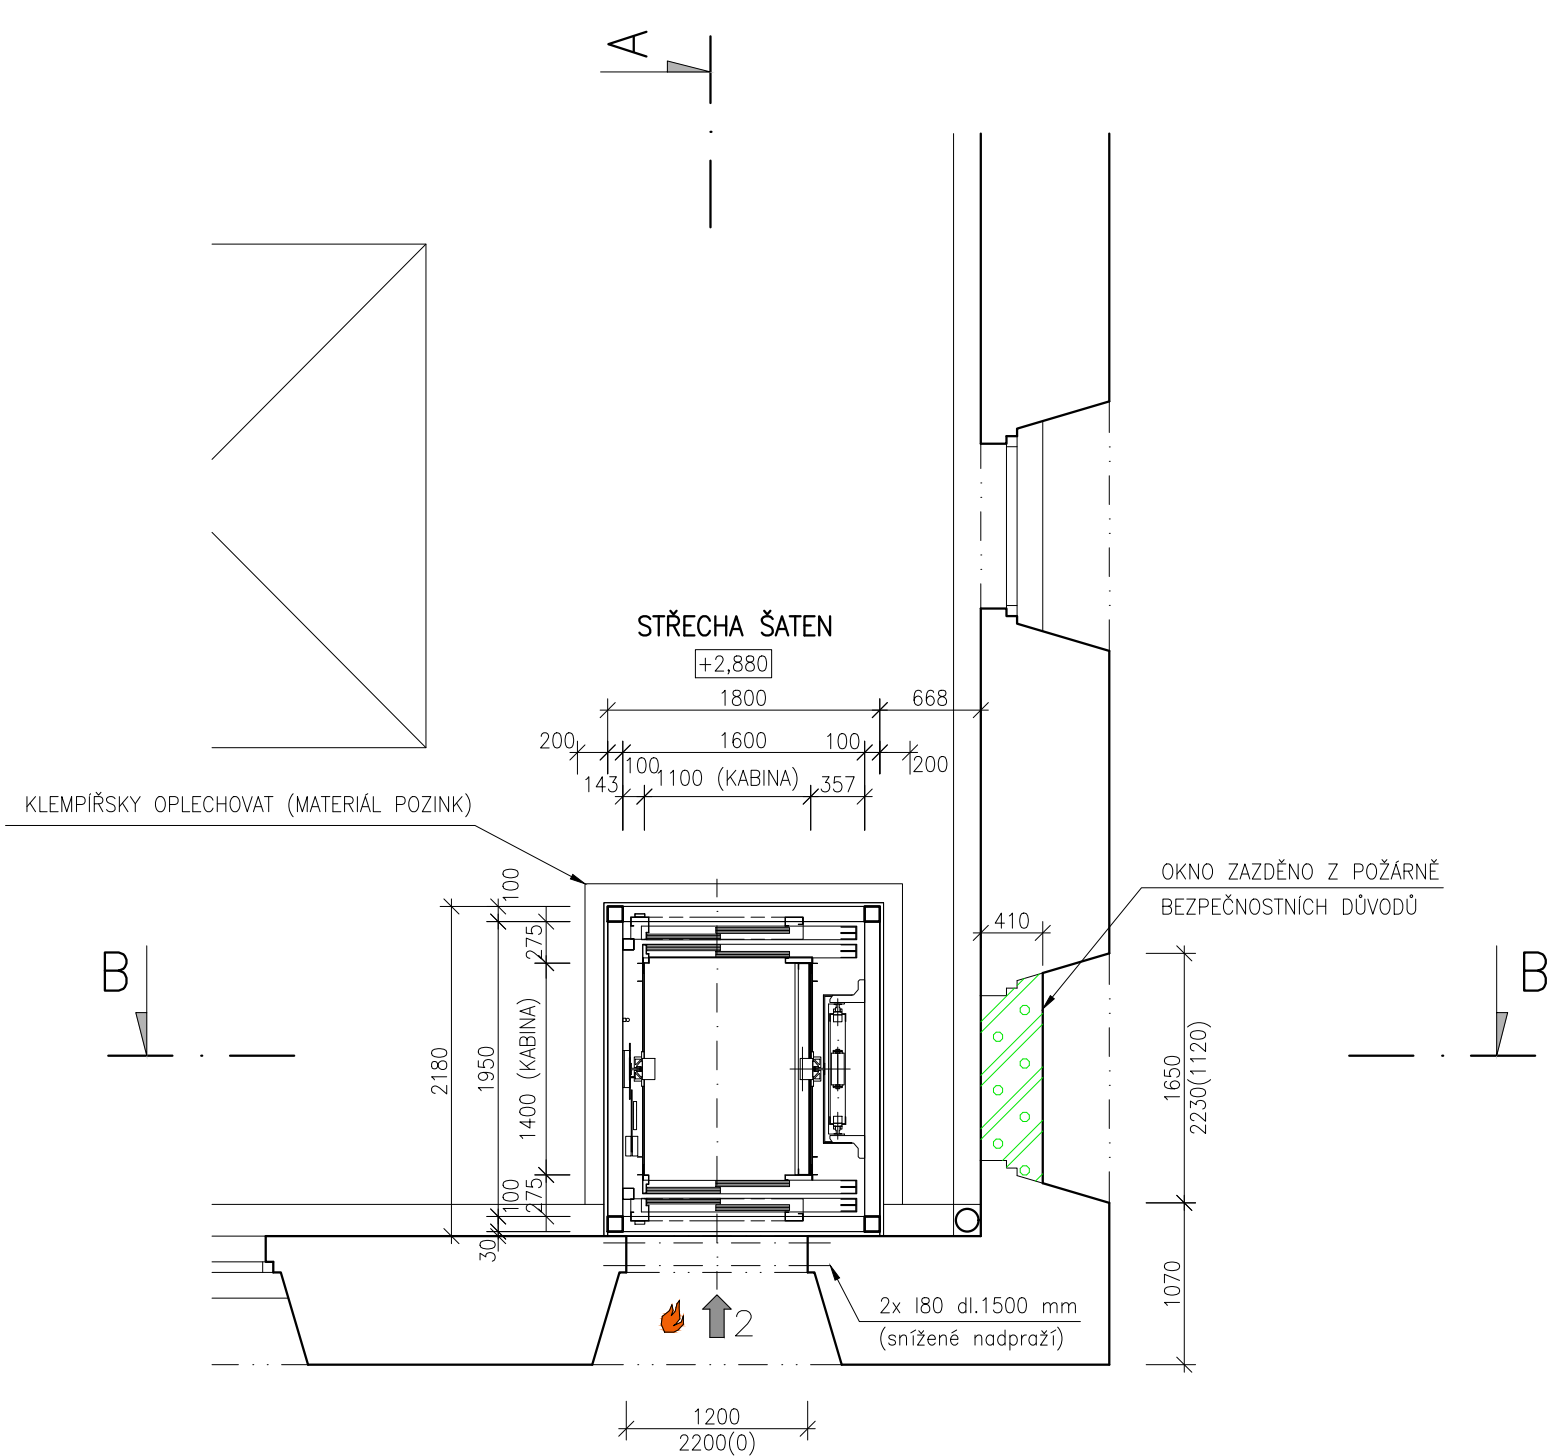 A
STŘECHA ŠATEN
+2,880
1800
668
200
1600
100
100
200
143
1100 (KABINA)
357
KLEMPÍŘSKY OPLECHOVAT (MATERIÁL POZINK)
OKNO ZAZDĚNO Z POŽÁRNĚ
BEZPEČNOSTNÍCH DŮVODŮ
410
100
275
B
B
2180
1950
1400 (KABINA)
1650
2230(1120)
100
275
30
1070
2x I80 dl.1500 mm
(snížené nadpraží)
2
1200
2200(0)